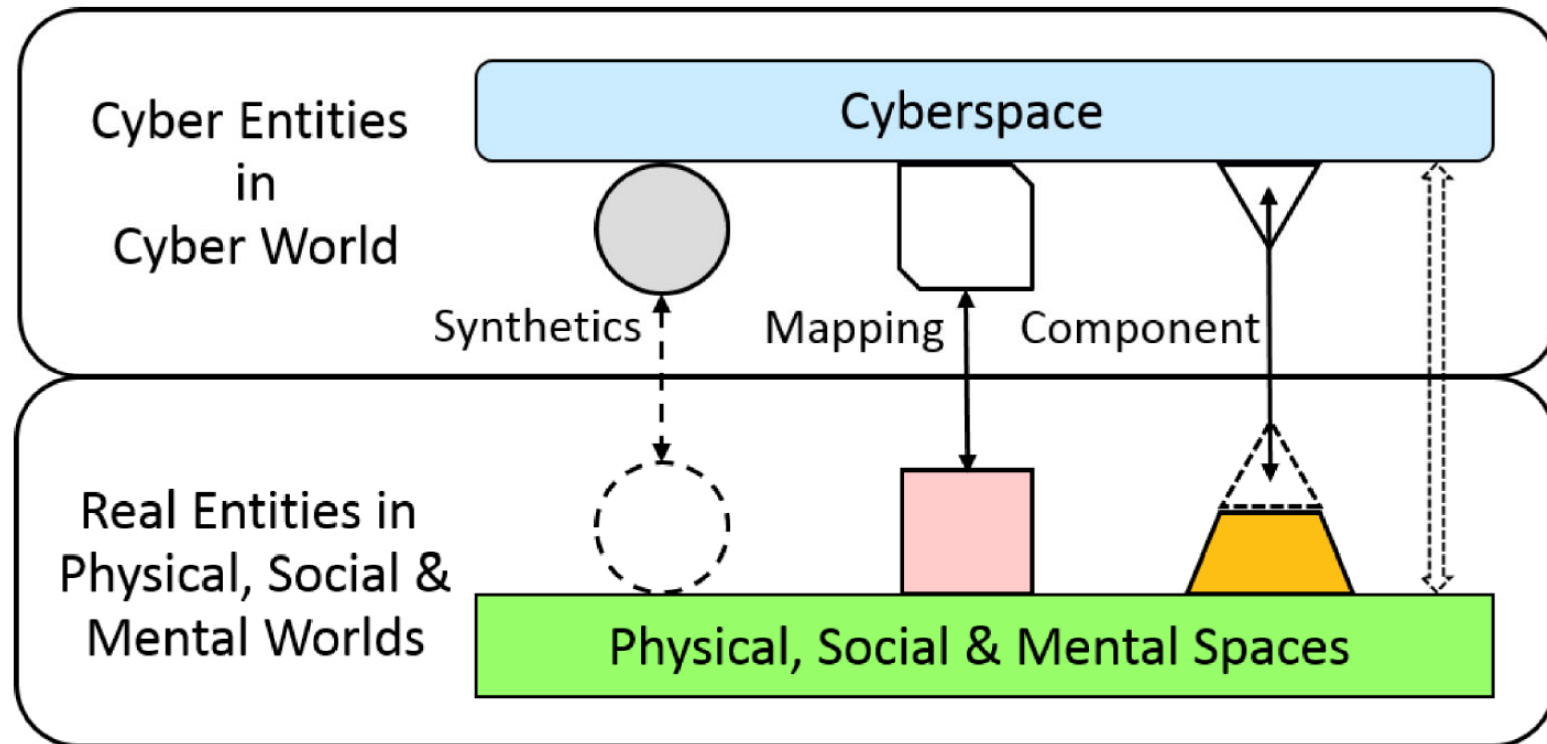 Cyber Entities
in
Cyber World
Cyberspace
Synthetics
Mapping
Component
Real Entities in
Physical, Social &
Mental Worlds
Physical, Social & Mental Spaces